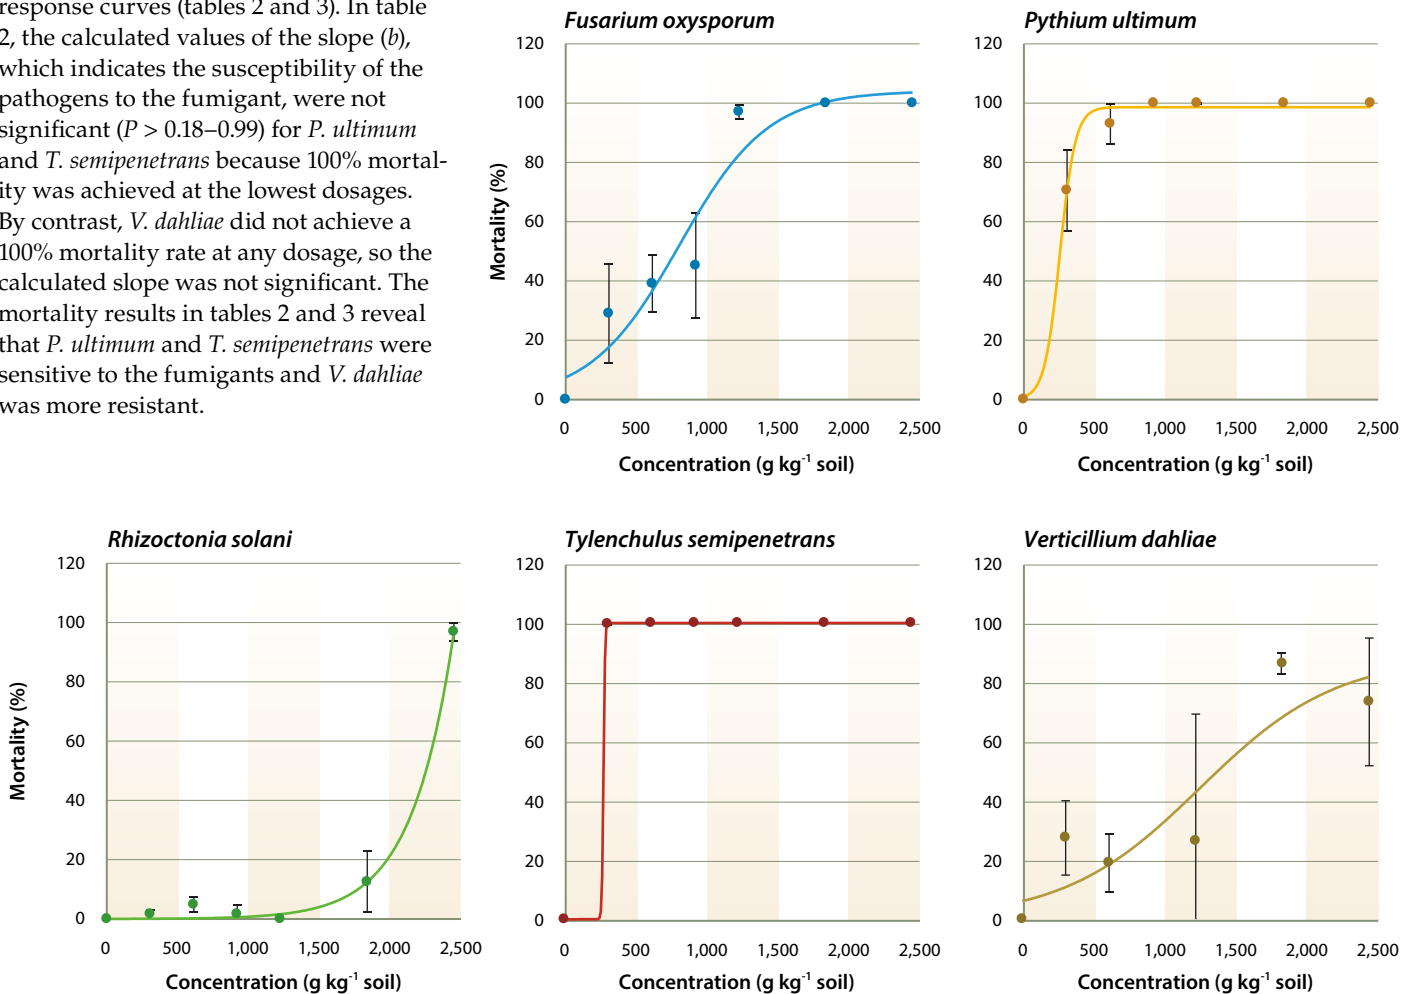 response curves (tables 2 and 3). In table
2, the calculated values of the slope (b),
which indicates the susceptibility of the
pathogens to the fumigant, were not
significant (P > 0.18–0.99) for P. ultimum
and T. semipenetrans because 100% mortal-
ity was achieved at the lowest dosages.
By contrast, V. dahliae did not achieve a
100% mortality rate at any dosage, so the
calculated slope was not significant. The
mortality results in tables 2 and 3 reveal
that P. ultimum and T. semipenetrans were
sensitive to the fumigants and V. dahliae
was more resistant.
Fusarium oxysporum
120
100
80
60
40
20
0
Mortality (%)
0 500 1,000 1,500 2,000 2,500
Concentration (g kg-1 soil)
Pythium ultimum
120
100
80
60
40
20
0
0 500 1,000 1,500 2,000 2,500
Concentration (g kg-1 soil)
Rhizoctonia solani
120
100
80
60
40
20
0
Mortality (%)
0 500 1,000 1,500 2,000 2,500
Concentration (g kg-1 soil)
Tylenchulus semipenetrans
120
100
80
60
40
20
0
0 500 1,000 1,500 2,000 2,500
Concentration (g kg-1 soil)
Verticillium dahliae
120
100
80
60
40
20
0
0 500 1,000 1,500 2,000 2,500
Concentration (g kg-1 soil)